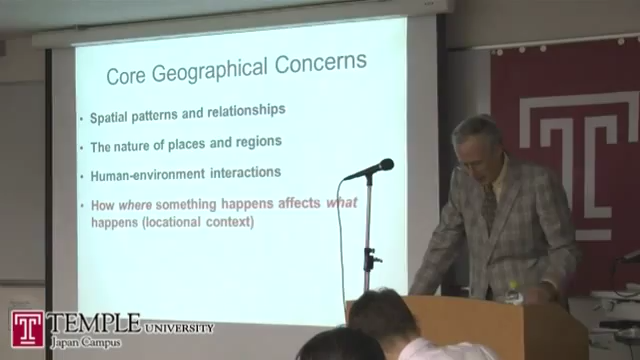 Core Geographical Concerns
• Spatial patterns and relationships
• The nature of places and regions
• Human-environment interactions
• How where something happens affects what
happens (locational context)
TEMPLE UNIVERSITY
Japan Campus